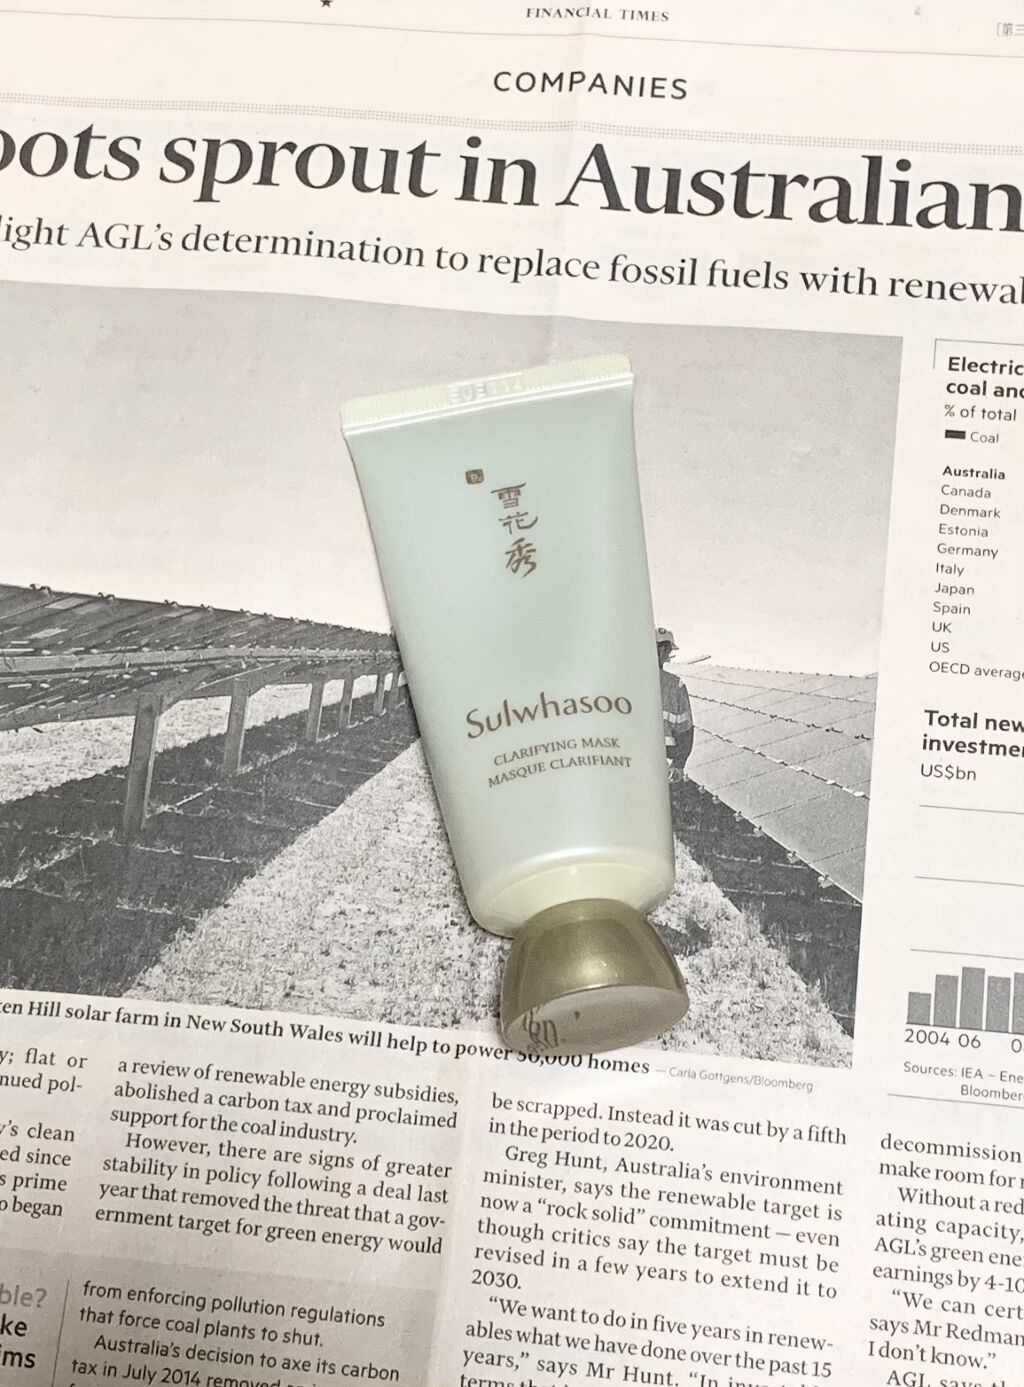 FINANCIAL TIMES
COMPANIES
oots sprout in Australian
light AGL's determination to replace fossil fuels with renewal
EJE114
雪
花
秀
Sulwhasoo
CLARIFYING MASK
MASQUE CLARIFIANT
Electric
coal and
% of total
Coal
Australia
Canada
Denmark
Estonia
Germany
Italy
Japan
Spain
UK
US
OECD average
Total new
investmen
US$bn
2004 06 0
Sources: IEA – Ene
Bloomberg
en Hill solar farm in New South Wales will help to power 50,000 homes — Carla Gottgens/Bloomberg
y; flat or
nued pol-
y's clean
ed since
s prime
o began
a review of renewable energy subsidies,
abolished a carbon tax and proclaimed
support for the coal industry.
However, there are signs of greater
stability in policy following a deal last
year that removed the threat that a gov-
ernment target for green energy would
be scrapped. Instead it was cut by a fifth
in the period to 2020.
Greg Hunt, Australia's environment
minister, says the renewable target is
now a “rock solid” commitment — even
though critics say the target must be
revised in a few years to extend it to
2030.
“We want to do in five years in renew-
ables what we have done over the past 15
years,” says Mr Hunt. “In
decommission
make room for
Without a red
ating capacity,
AGL's green ene
earnings by 4-10
“We can cert
says Mr Redman
I don't know.”
AGL says
ble?
ke
ims
from enforcing pollution regulations
that force coal plants to shut.
Australia's decision to axe its carbon
tax in July 2014 removed